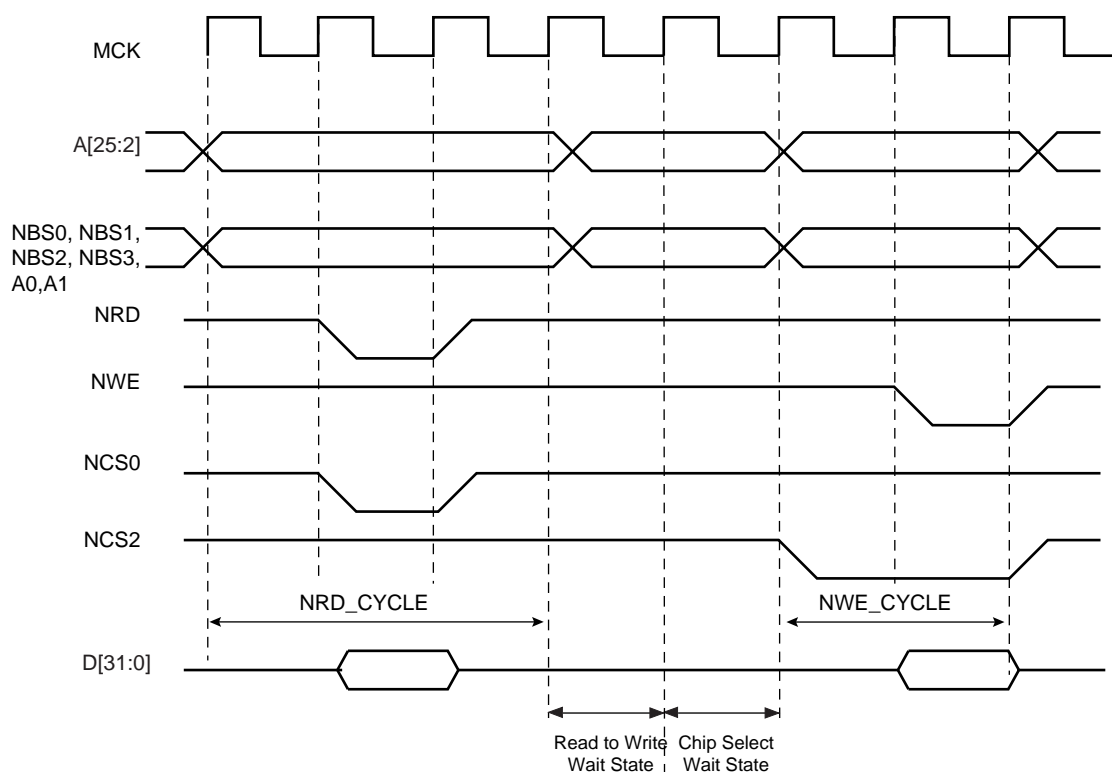 MCK
A[25:2]
NBS0, NBS1,
NBS2, NBS3,
A0,A1
NRD
NWE
NCS0
NCS2
NRD_CYCLE
NWE_CYCLE
D[31:0]
Read to Write
Wait State
Chip Select
Wait State